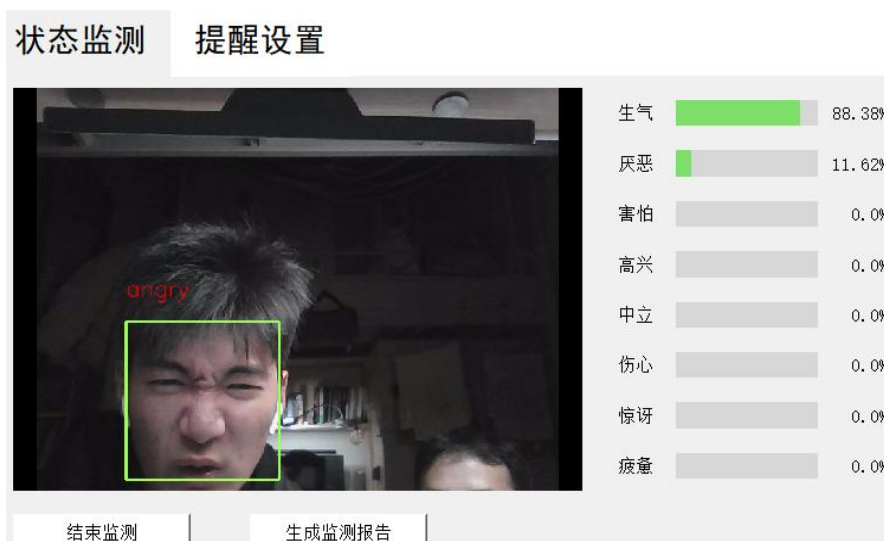 状态监测 提醒设置
生气 88.38%
厌恶 11.62%
害怕 0.0%
高兴 0.0%
中立 0.0%
伤心 0.0%
惊讶 0.0%
疲惫 0.0%
angry
结束监测 生成监测报告